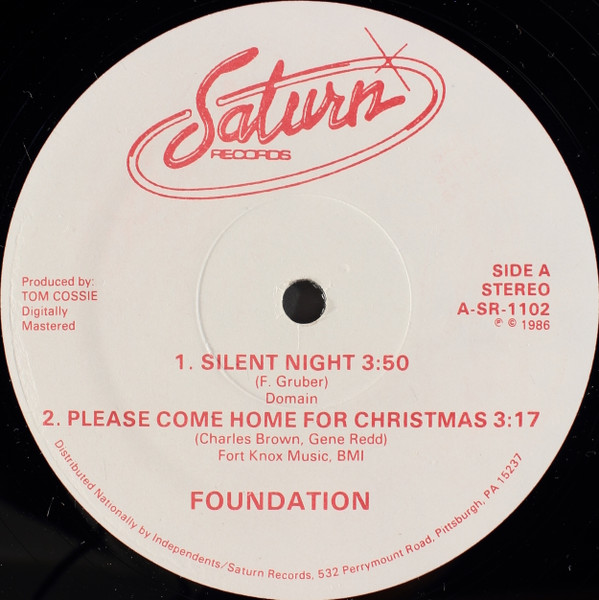 Saturn
RECORDS
Produced by:
TOM COSSIE
Digitally
Mastered
SIDE A
STEREO
A-SR-1102
℗ © 1986
1. SILENT NIGHT 3:50
(F. Gruber)
Domain
2. PLEASE COME HOME FOR CHRISTMAS 3:17
(Charles Brown, Gene Redd)
Fort Knox Music, BMI
FOUNDATION
Distributed Nationally by Independents/Saturn Records, 532 Perrymount Road, Pittsburgh, PA 15237